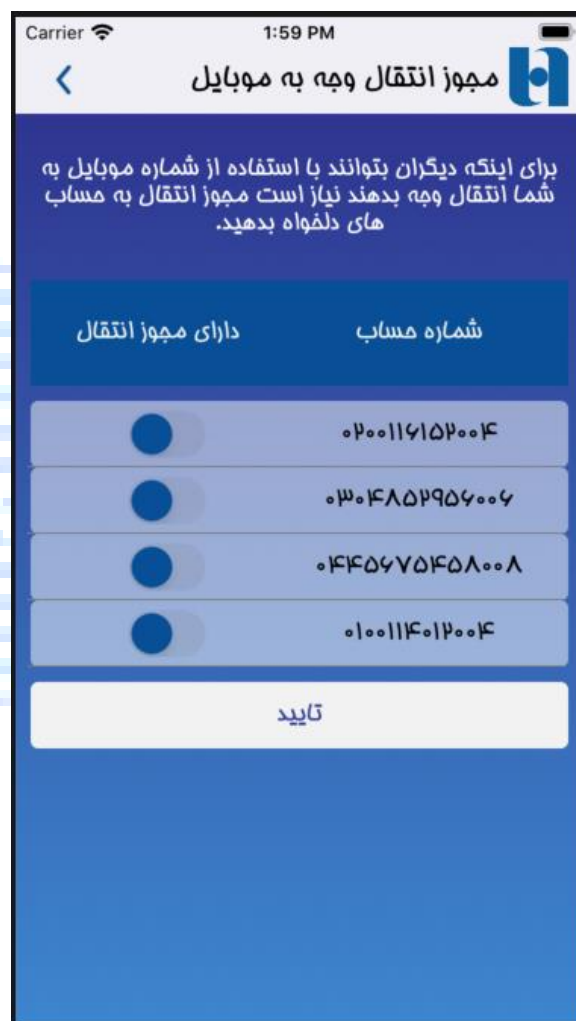 Carrier
1:59 PM
مجوز انتقال وجه به موبایل
برای اینکه دیگران بتوانند با استفاده از شماره موبایل به
شما انتقال وجه بدهند نیاز است مجوز انتقال به حساب
های دلخواه بدهید.
شماره حساب
دارای مجوز انتقال
۰۲۰۰۱۱۶۱۵۲۰۰۴
۰۳۰۴۸۵۲۹۵۶۰۰۶
۰۴۴۵۶۷۵۴۵۸۰۰۸
۰۱۰۰۱۱۴۰۱۲۰۰۴
تایید